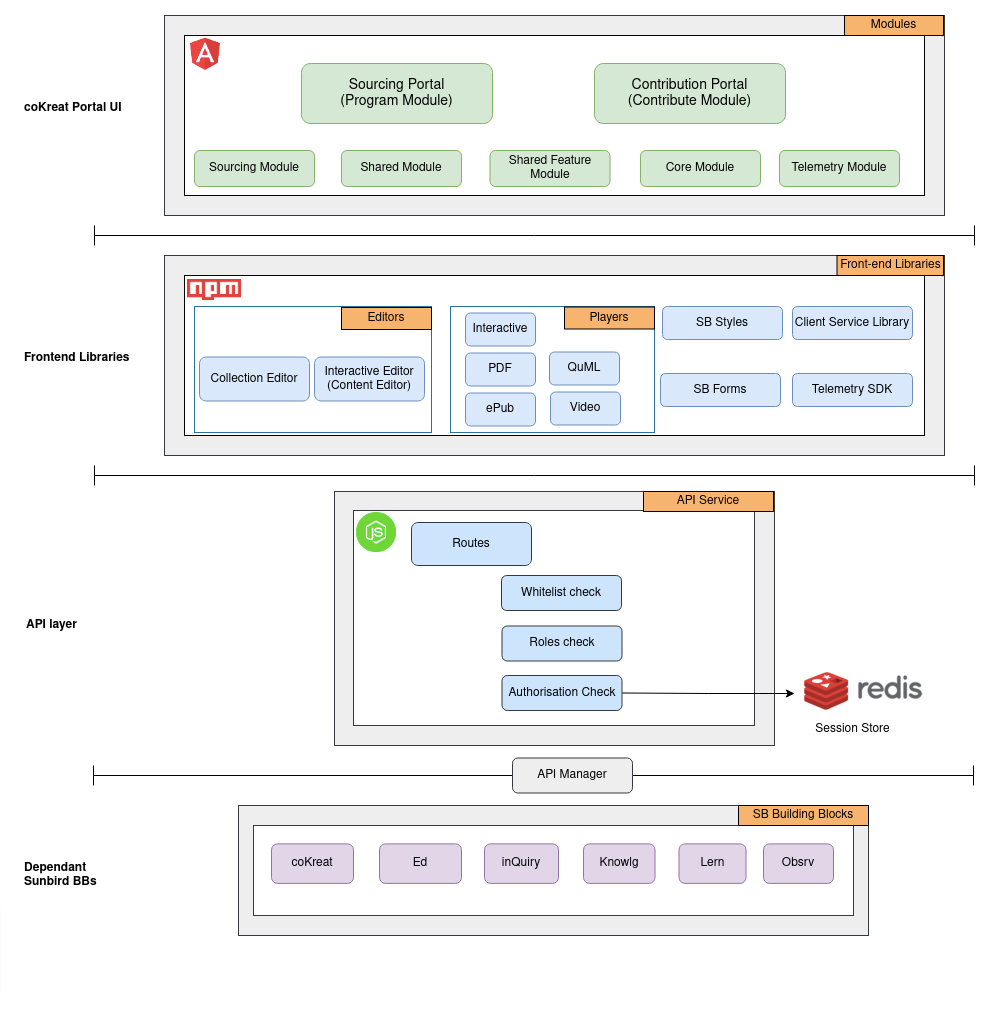 Modules
A
Sourcing Portal
(Program Module)
Contribution Portal
(Contribute Module)
coKreat Portal UI
Sourcing Module
Shared Module
Shared Feature
Module
Core Module
Telemetry Module
Front-end Libraries
npm
Editors
Players
Interactive
SB Styles
Client Service Library
Frontend Libraries
Collection Editor
Interactive Editor
(Content Editor)
PDF
QuML
ePub
Video
SB Forms
Telemetry SDK
API Service
JS
Routes
Whitelist check
API layer
Roles check
Authorisation Check
redis
Session Store
API Manager
SB Building Blocks
Dependant
Sunbird BBs
coKreat
Ed
inQuiry
Knowlg
Lern
Obsrv